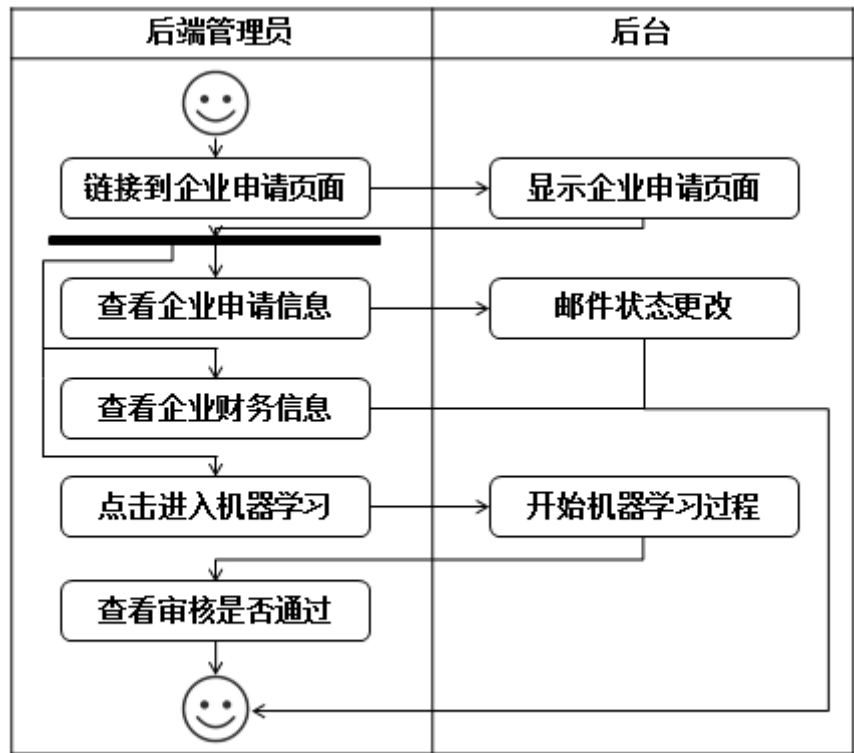 后端管理员
后台
链接到企业申请页面
显示企业申请页面
查看企业申请信息
邮件状态更改
查看企业财务信息
点击进入机器学习
开始机器学习过程
查看审核是否通过